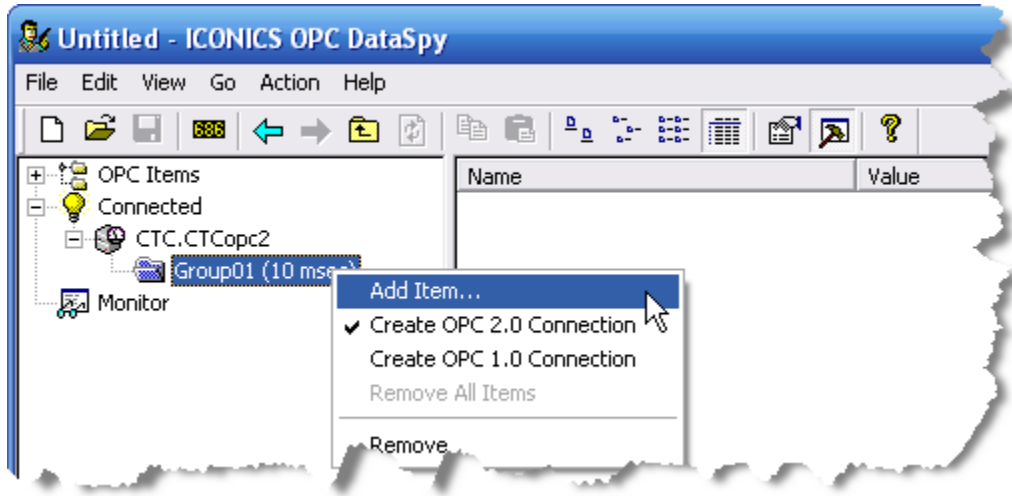 Untitled - ICONICS OPC DataSpy
File Edit View Go Action Help
686
OPC Items
Name Value
Connected
CTC.CTCopc2
Group01 (10 msec)
Add Item...
Monitor
Create OPC 2.0 Connection
Create OPC 1.0 Connection
Remove All Items
Remove